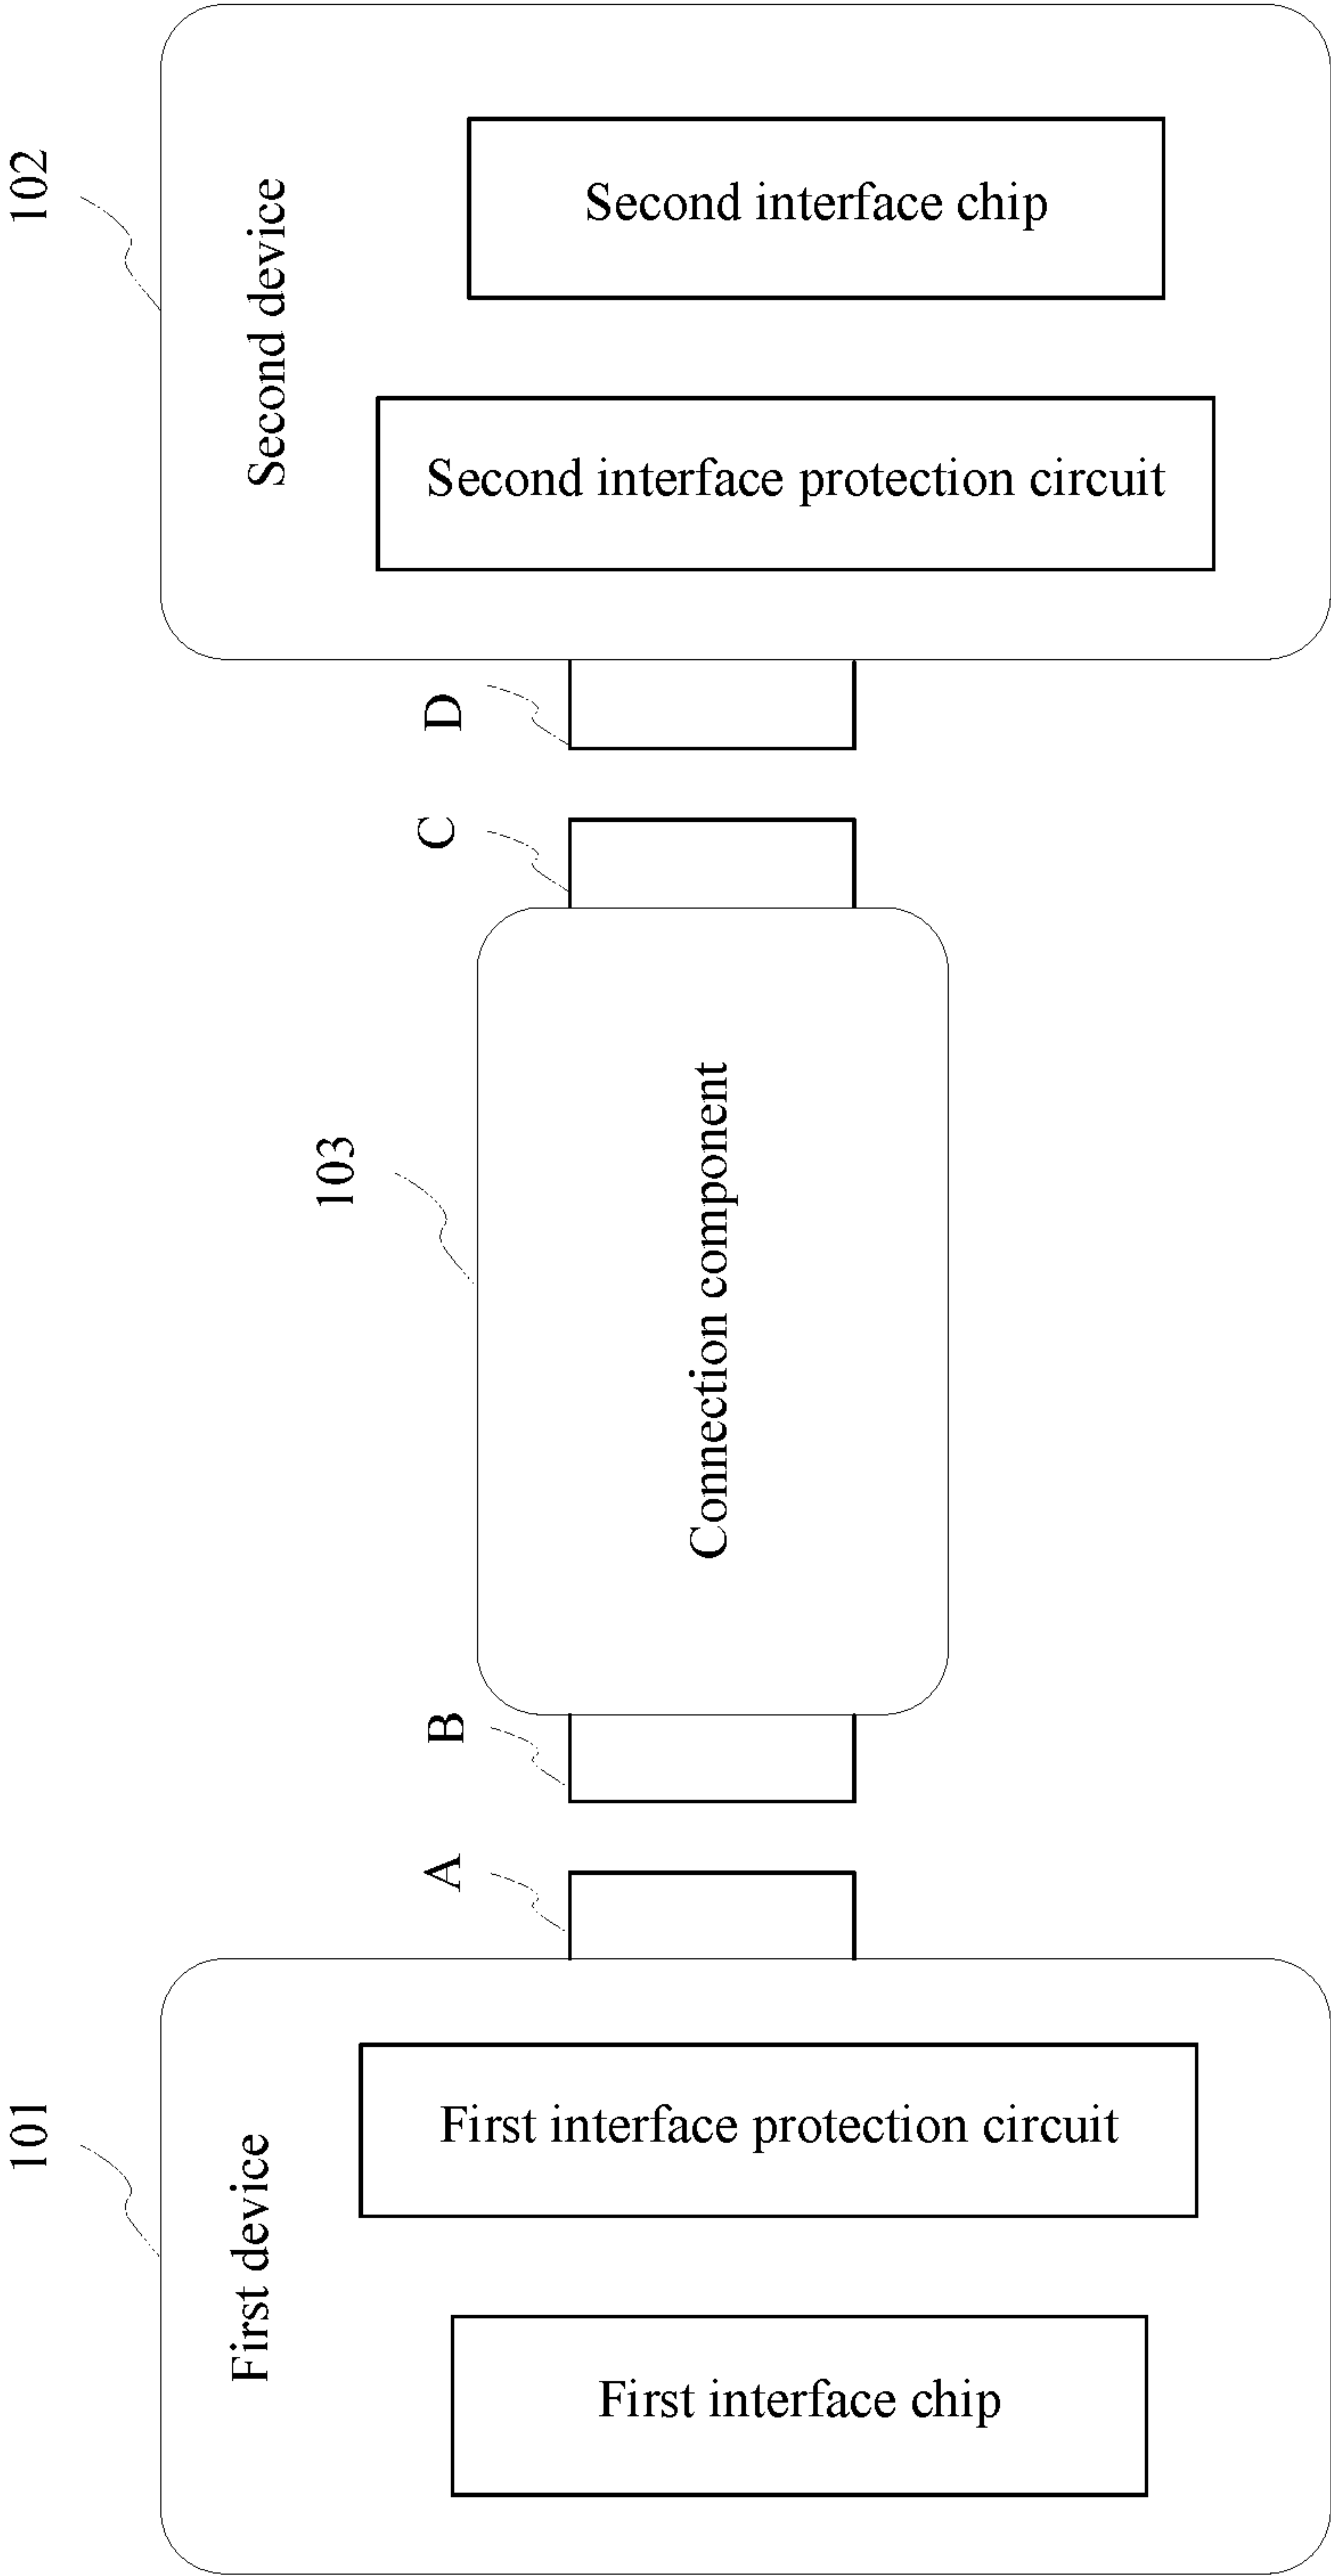 102
Second device
Second interface chip
Second interface protection circuit
D
C
103
Connection component
B
A
101
First device
First interface protection circuit
First interface chip